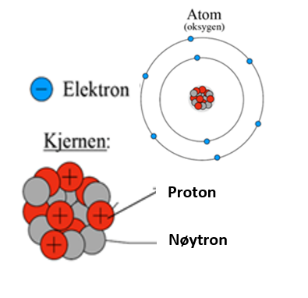 Atom
(oksygen)
Elektron
Kjernen:
Proton
Nøytron